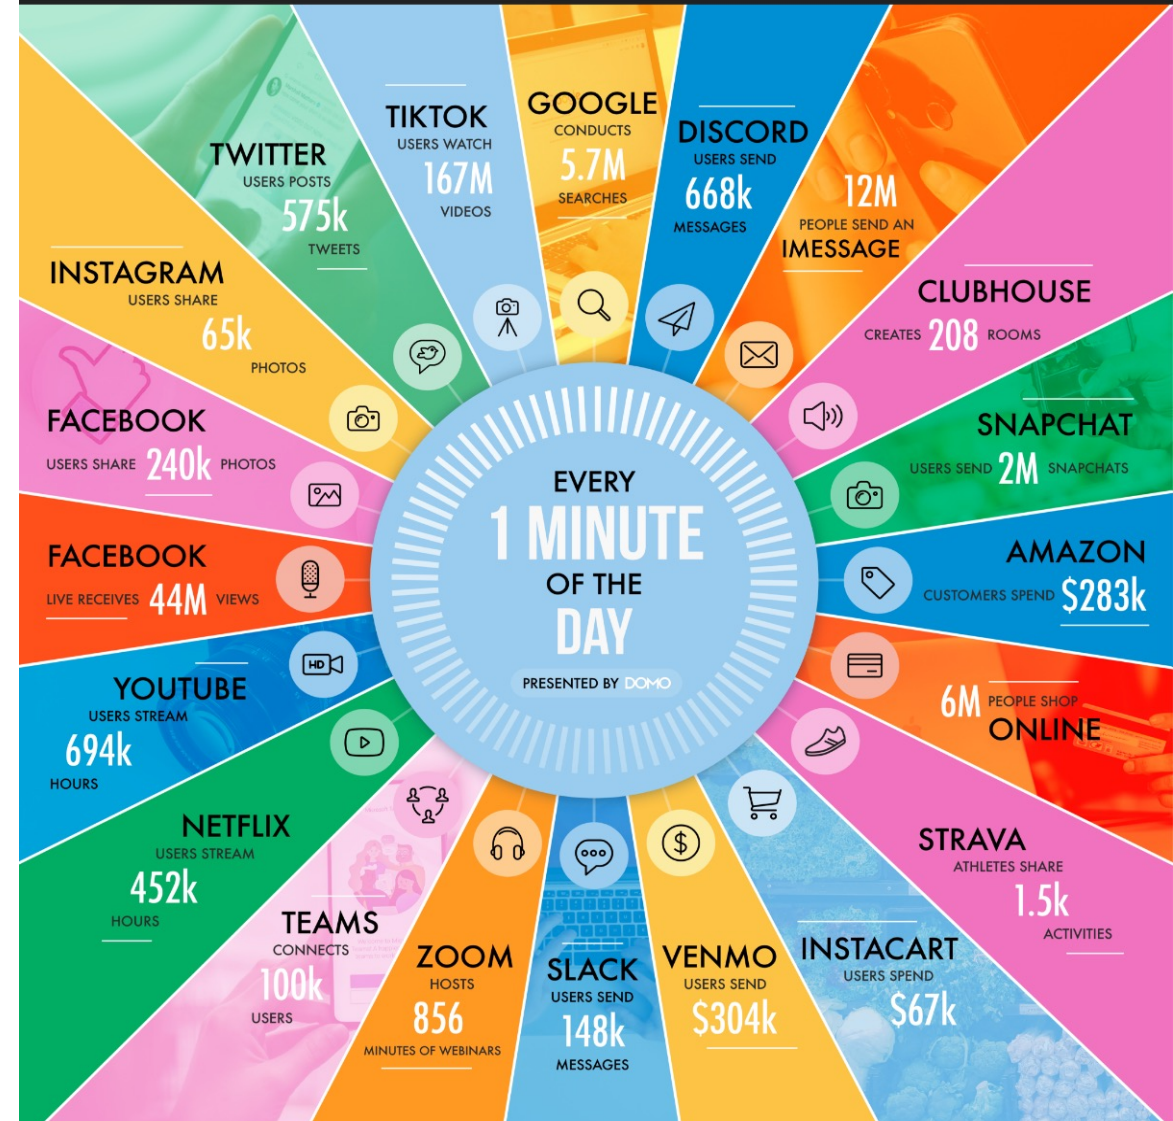 GOOGLE
CONDUCTS
5.7M
SEARCHES
DISCORD
USERS SEND
668k
MESSAGES
12M
PEOPLE SEND AN
IMESSAGE
CLUBHOUSE
CREATES 208 ROOMS
SNAPCHAT
USERS SEND 2M SNAPCHATS
AMAZON
CUSTOMERS SPEND $283k
6M PEOPLE SHOP
ONLINE
STRAVA
ATHLETES SHARE
1.5k
ACTIVITIES
INSTACART
USERS SPEND
$67k
VENMO
USERS SEND
$304k
SLACK
USERS SEND
148k
MESSAGES
ZOOM
HOSTS
856
MINUTES OF WEBINARS
TEAMS
CONNECTS
100k
USERS
NETFLIX
USERS STREAM
452k
HOURS
YOUTUBE
USERS STREAM
694k
HOURS
HD
FACEBOOK
LIVE RECEIVES 44M VIEWS
FACEBOOK
USERS SHARE 240k PHOTOS
INSTAGRAM
USERS SHARE
65k
PHOTOS
TWITTER
USERS POSTS
575k
TWEETS
TIKTOK
USERS WATCH
167M
VIDEOS
EVERY
1 MINUTE
OF THE
DAY
PRESENTED BY DOMO